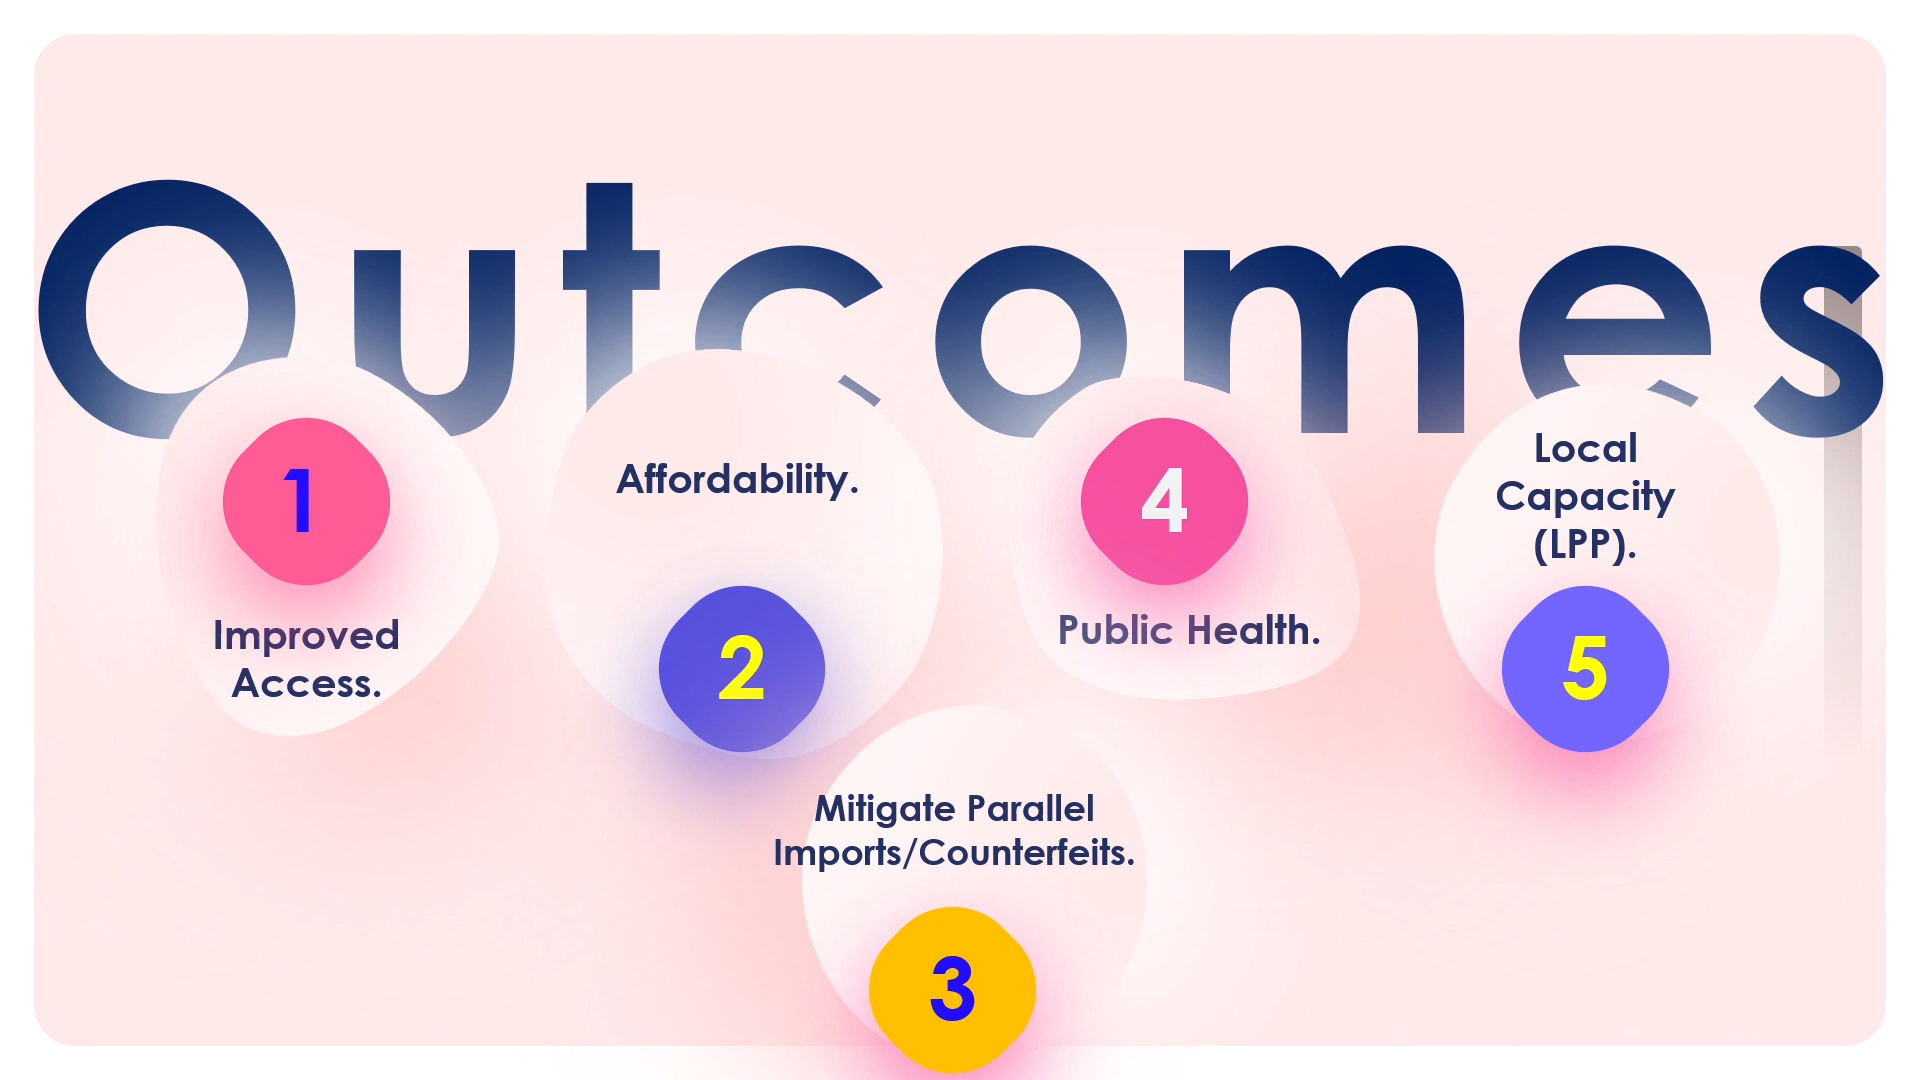 Outcomes
1
Improved
Access.
Affordability.
2
Mitigate Parallel
Imports/Counterfeits.
3
4
Public Health.
Local
Capacity
(LPP).
5